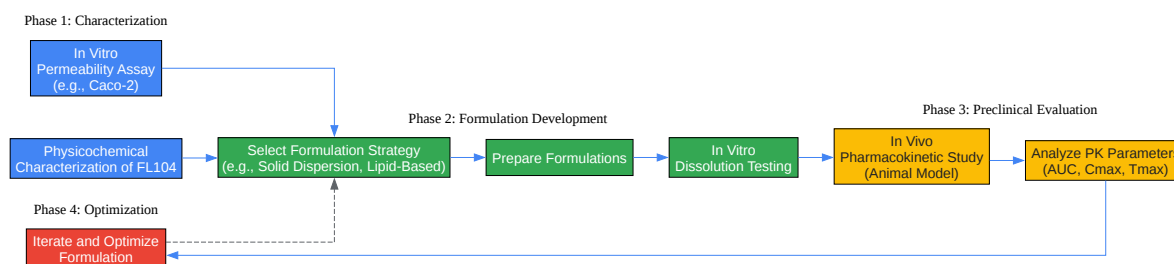 Phase 1: Characterization
In Vitro
Permeability Assay
(e.g., Caco-2)
Physicochemical
Characterization of FL104
Phase 2: Formulation Development
Select Formulation Strategy
(e.g., Solid Dispersion, Lipid-Based)
Prepare Formulations
In Vitro
Dissolution Testing
Phase 3: Preclinical Evaluation
In Vivo
Pharmacokinetic Study
(Animal Model)
Analyze PK Parameters
(AUC, Cmax, Tmax)
Phase 4: Optimization
Iterate and Optimize
Formulation